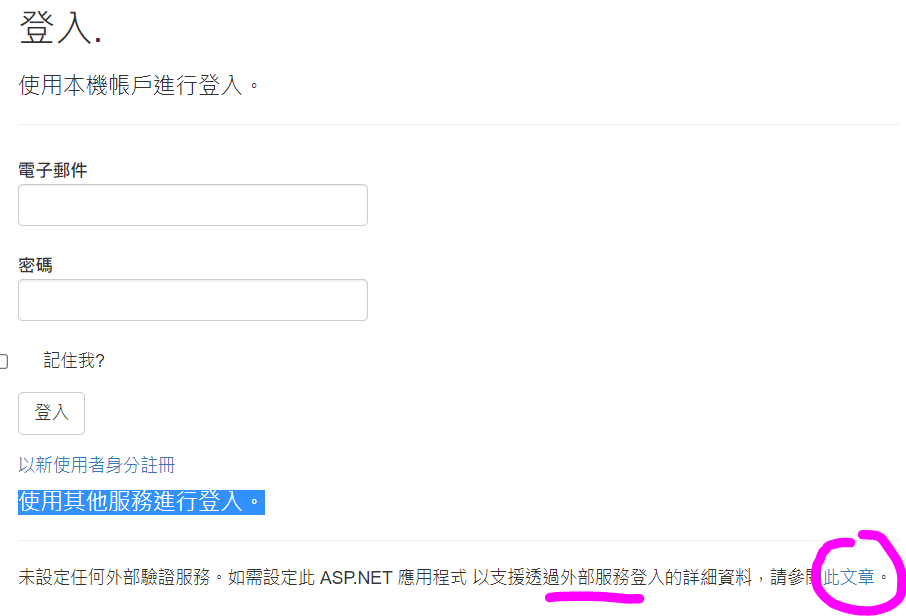 登入.
使用本機帳戶進行登入。
電子郵件
密碼
記住我?
登入
以新使用者身分註冊
使用其他服務進行登入。
未設定任何外部驗證服務。如需設定此 ASP.NET 應用程式 以支援透過外部服務登入的詳細資料，請參閱此文章。